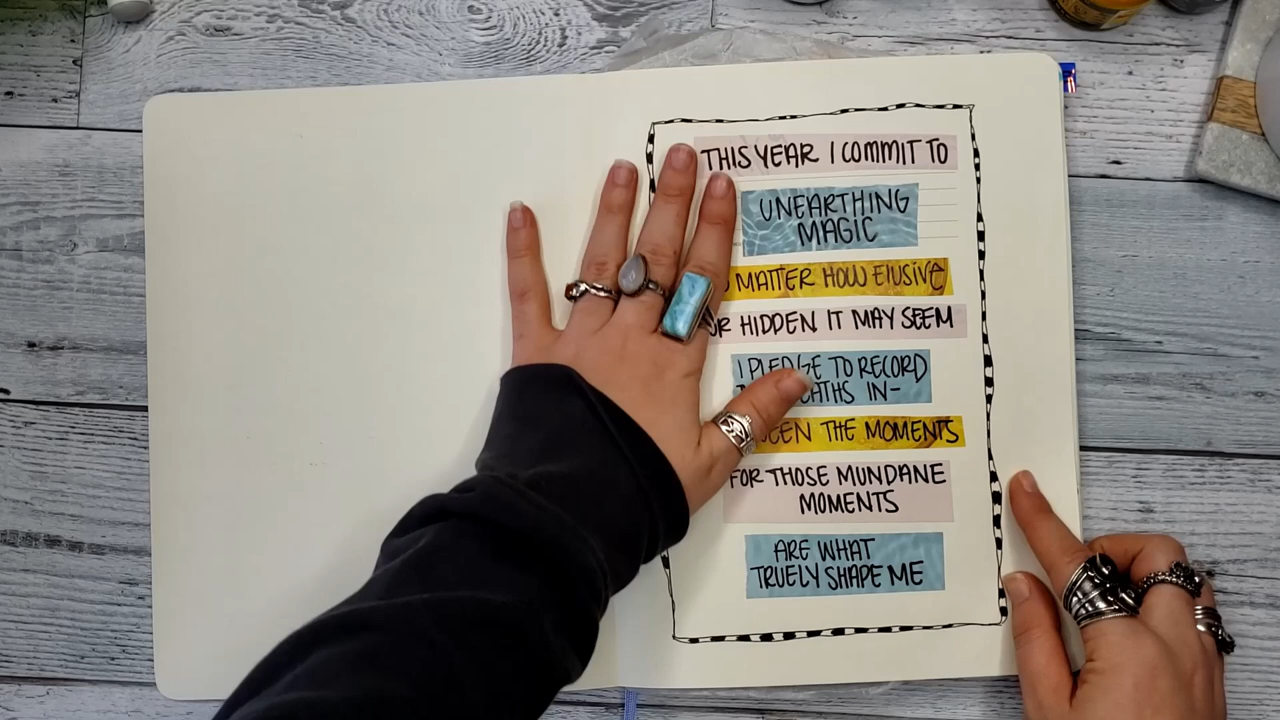 THIS YEAR I COMMIT TO
UNEARTHING
MAGIC
MATTER HOW ElUSIVE
OR HIDDEN IT MAY SEEM
I PLEDGE TO RECORD
IN-
THE MOMENTS
FOR THOSE MUNDANE
MOMENTS
ARE WHAT
TRUELY SHAPE ME